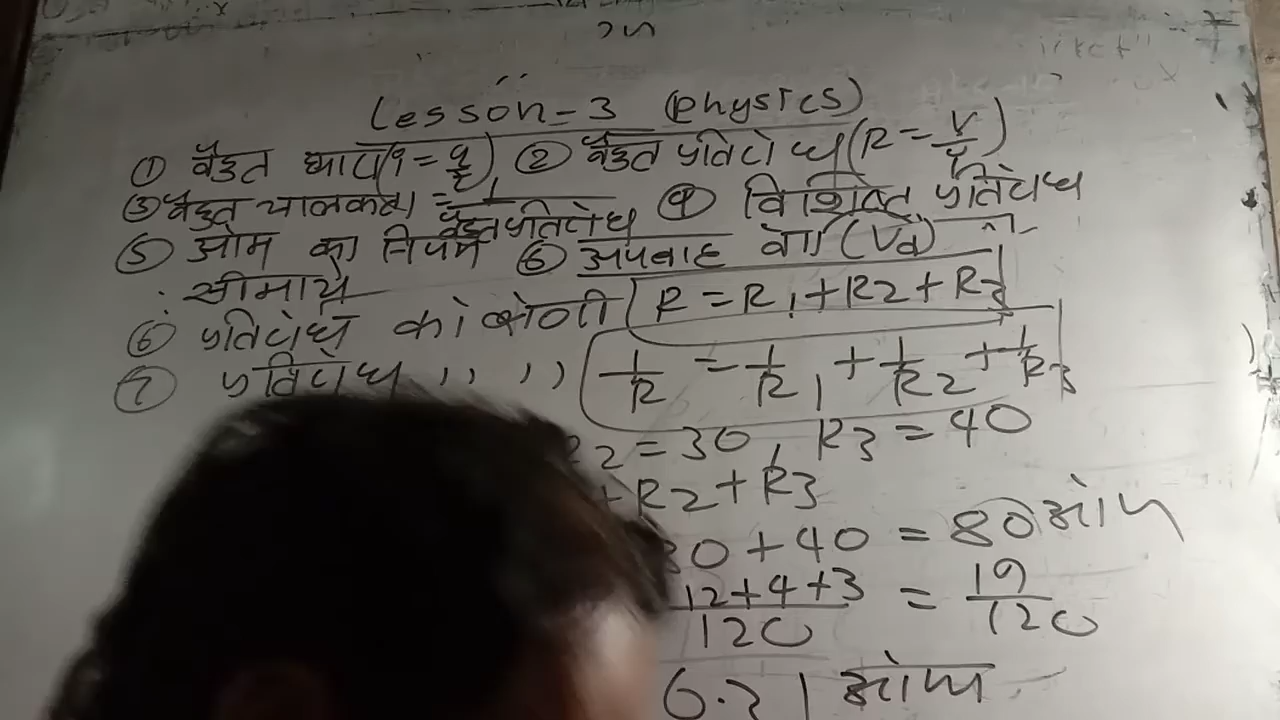 Lesson-3 (Physics)
① वैद्युत धारा (i = q/t) ② वैद्युत प्रतिरोध (R = V/i)
③ वैद्युत चालकता = 1/वैद्युत प्रतिरोध ④ विशिष्ट प्रतिरोध
⑤ ओम का नियम ⑥ अपवाह वेग (Vd)
सीमायें
⑥ प्रतिरोध का श्रेणी R = R1 + R2 + R3
⑦ प्रतिरोध ,, ,, 1/R = 1/R1 + 1/R2 + 1/R3
R2 = 30, R3 = 40
+ R2 + R3
30 + 40 = 80 ओम
12+4+3/120 = 19/120
ओम